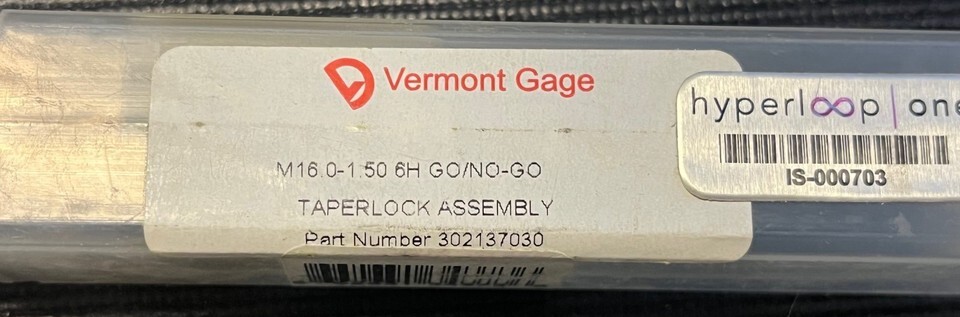 Vermont Gage
M16.0-1.50 6H GO/NO-GO
TAPERLOCK ASSEMBLY
Part Number 302137030
hyperloop | one
IS-000703